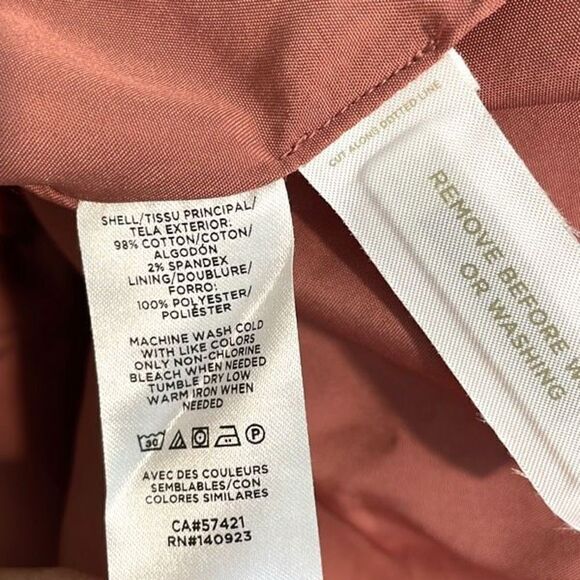 SHELL/TISSU PRINCIPAL/
TELA EXTERIOR:
98% COTTON/COTON/
ALGODÓN
2% SPANDEX
LINING/DOUBLURE/
FORRO:
100% POLYESTER/
POLIÉSTER
MACHINE WASH COLD
WITH LIKE COLORS
ONLY NON-CHLORINE
BLEACH WHEN NEEDED
TUMBLE DRY LOW
WARM IRON WHEN
NEEDED
30
P
AVEC DES COULEURS
SEMBLABLES/CON
COLORES SIMILARES
CA#57421
RN#140923
CUT ALONG DOTTED LINE
REMOVE BEFORE W
OR WASHING